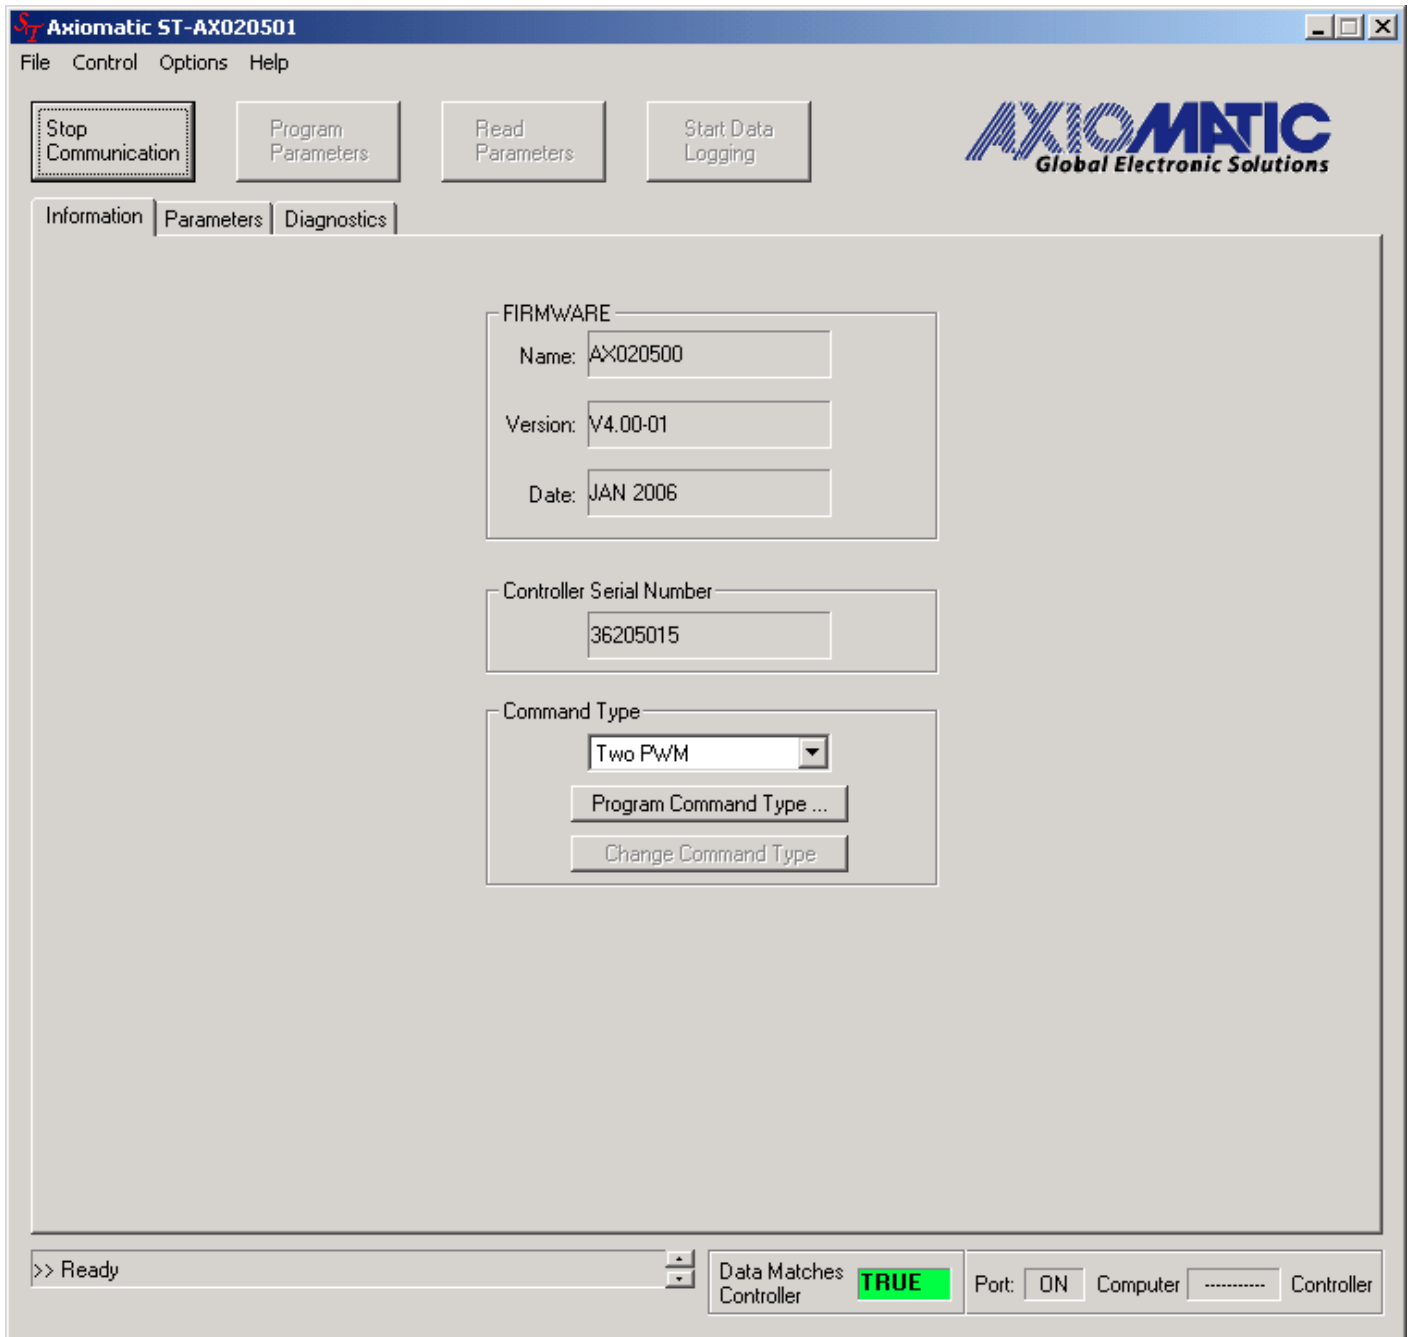 ST Axiomatic ST-AX020501
File Control Options Help
Stop Communication
Program Parameters
Read Parameters
Start Data Logging
AXIOMATIC
Global Electronic Solutions
Information Parameters Diagnostics
FIRMWARE
Name: AX020500
Version: V4.00-01
Date: JAN 2006
Controller Serial Number
36205015
Command Type
Two PWM
Program Command Type ...
Change Command Type
>> Ready
Data Matches Controller TRUE
Port: ON Computer ----------- Controller